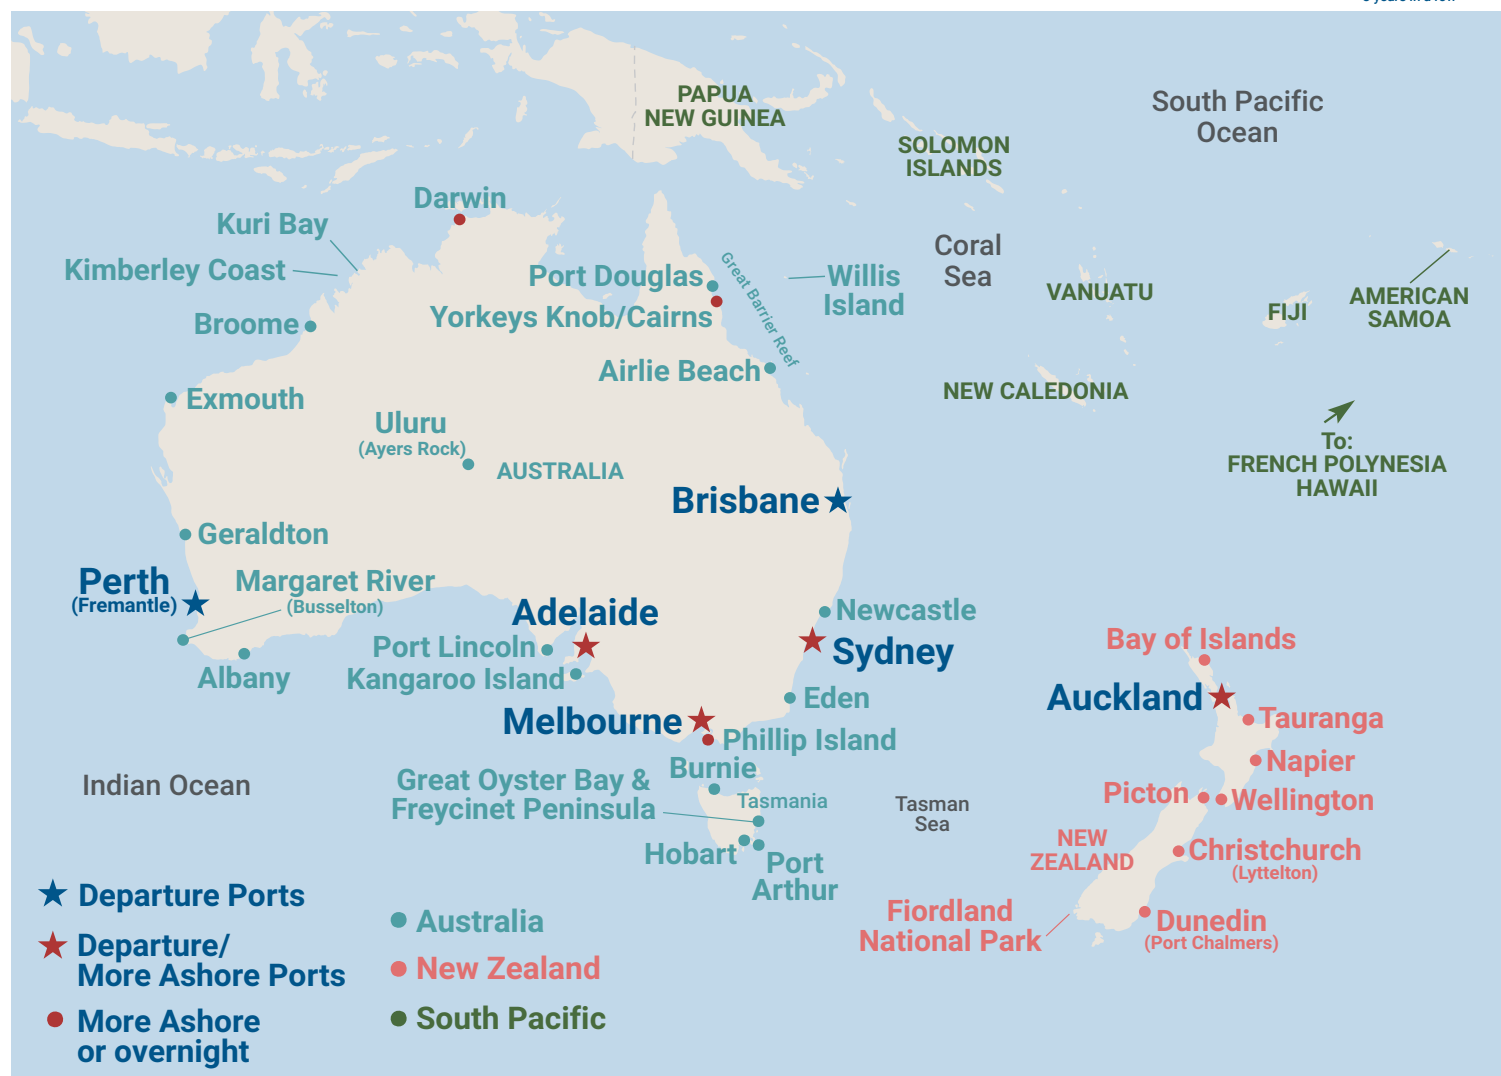 South Pacific
Ocean
PAPUA
NEW GUINEA
SOLOMON
ISLANDS
Darwin
Kuri Bay
Kimberley Coast
Broome
Exmouth
Port Douglas
Yorkeys Knob/Cairns
Great Barrier Reef
Willis
Island
Coral
Sea
VANUATU
FIJI
AMERICAN
SAMOA
Airlie Beach
NEW CALEDONIA
To:
FRENCH POLYNESIA
HAWAII
Uluru
(Ayers Rock)
AUSTRALIA
Brisbane
Geraldton
Perth
(Fremantle)
Margaret River
(Busselton)
Albany
Adelaide
Port Lincoln
Kangaroo Island
Newcastle
Sydney
Eden
Melbourne
Phillip Island
Burnie
Great Oyster Bay &
Freycinet Peninsula
Tasmania
Hobart
Port
Arthur
Indian Ocean
Tasman
Sea
Bay of Islands
Auckland
Tauranga
Napier
Picton
Wellington
NEW
ZEALAND
Christchurch
(Lyttelton)
Fiordland
National Park
Dunedin
(Port Chalmers)
Departure Ports
Departure/
More Ashore Ports
More Ashore
or overnight
Australia
New Zealand
South Pacific